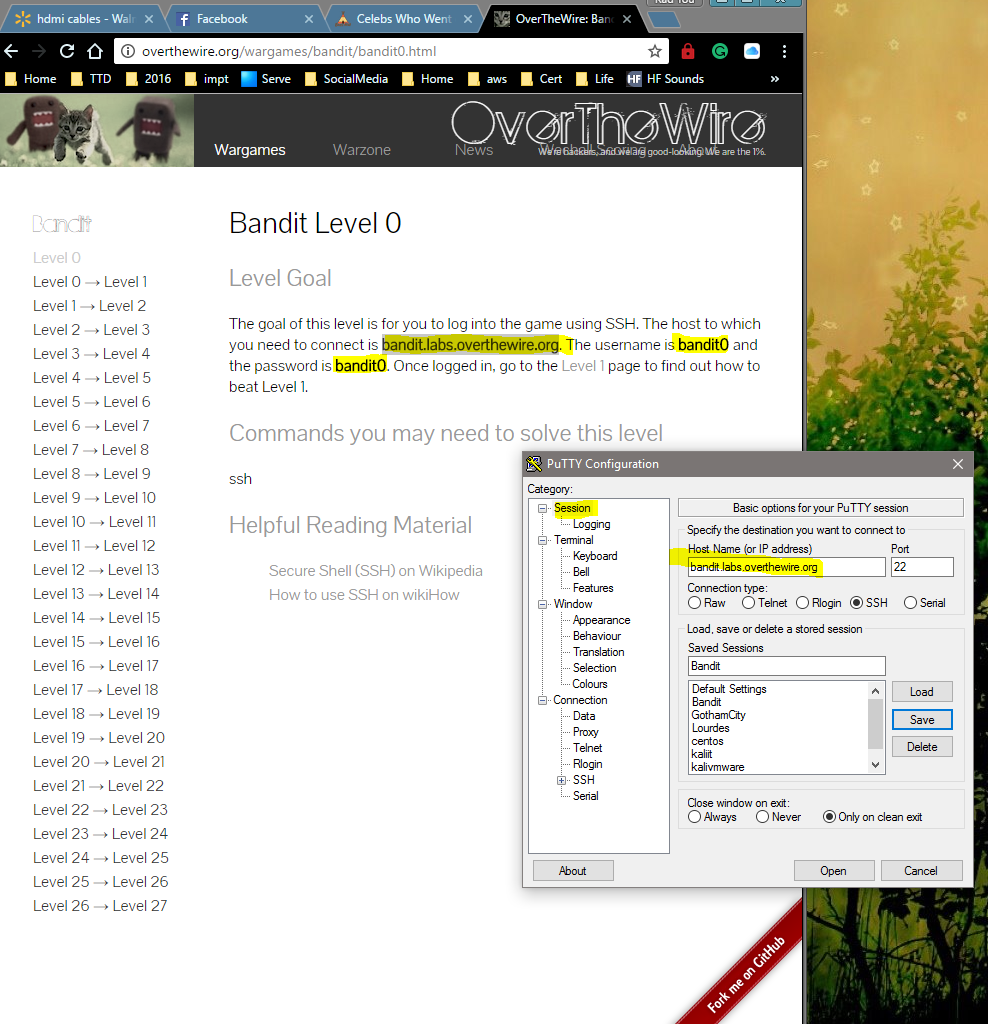 hdmi cables - Waln
Facebook
Celebs Who Went
OverTheWire: Ban
overthewire.org/wargames/bandit/bandit0.html
Home
TTD
2016
impt
Serve
SocialMedia
Home
aws
Cert
Life
HF
HF Sounds
»
OverTheWire
We're hackers, and we are good-looking. We are the 1%.
Wargames
Warzone
News
About
Bandit
Level 0
Level 0 → Level 1
Level 1 → Level 2
Level 2 → Level 3
Level 3 → Level 4
Level 4 → Level 5
Level 5 → Level 6
Level 6 → Level 7
Level 7 → Level 8
Level 8 → Level 9
Level 9 → Level 10
Level 10 → Level 11
Level 11 → Level 12
Level 12 → Level 13
Level 13 → Level 14
Level 14 → Level 15
Level 15 → Level 16
Level 16 → Level 17
Level 17 → Level 18
Level 18 → Level 19
Level 19 → Level 20
Level 20 → Level 21
Level 21 → Level 22
Level 22 → Level 23
Level 23 → Level 24
Level 24 → Level 25
Level 25 → Level 26
Level 26 → Level 27
Bandit Level 0
Level Goal
The goal of this level is for you to log into the game using SSH. The host to which
you need to connect is bandit.labs.overthewire.org. The username is bandit0 and
the password is bandit0. Once logged in, go to the Level 1 page to find out how to
beat Level 1.
Commands you may need to solve this level
ssh
Helpful Reading Material
Secure Shell (SSH) on Wikipedia
How to use SSH on wikiHow
PuTTY Configuration
Category:
Session
Logging
Terminal
Keyboard
Bell
Features
Window
Appearance
Behaviour
Translation
Selection
Colours
Connection
Data
Proxy
Telnet
Rlogin
SSH
Serial
Basic options for your PuTTY session
Specify the destination you want to connect to
Host Name (or IP address)
Port
bandit.labs.overthewire.org
22
Connection type:
Raw
Telnet
Rlogin
SSH
Serial
Load, save or delete a stored session
Saved Sessions
Bandit
Default Settings
Bandit
GothamCity
Lourdes
centos
kaliit
kalivmware
Load
Save
Delete
Close window on exit:
Always
Never
Only on clean exit
About
Open
Cancel
Fork me on GitHub